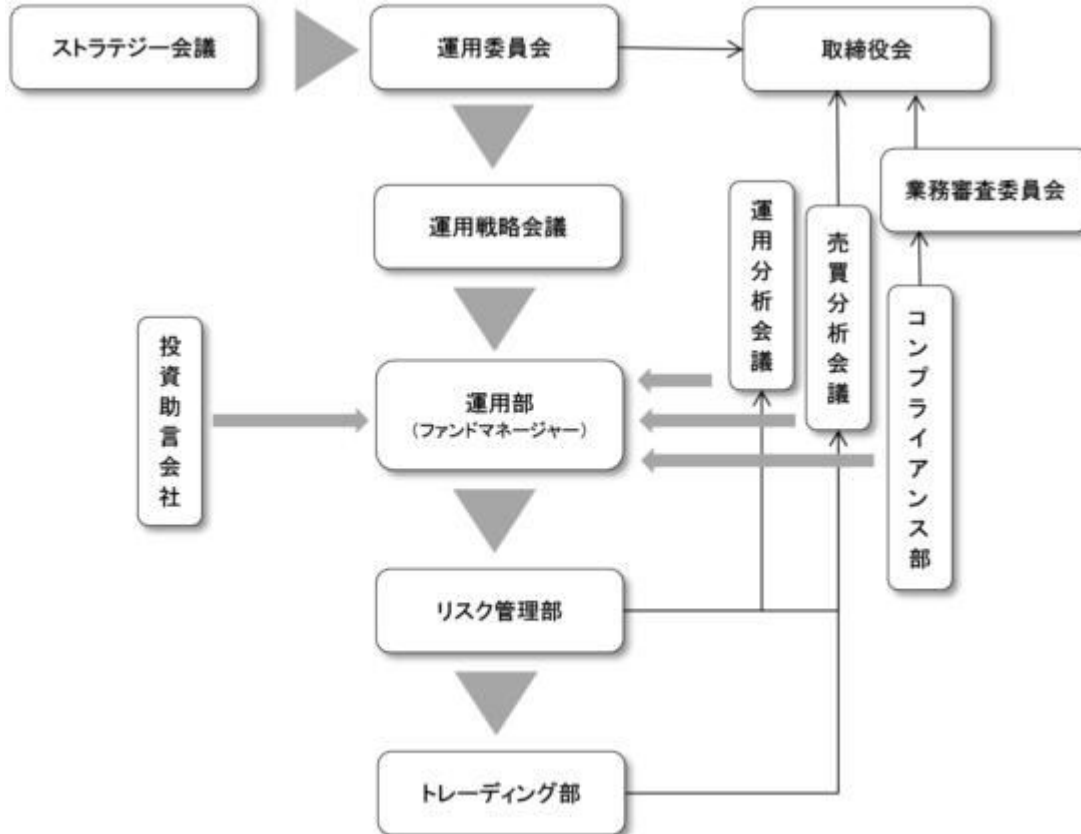 ストラテジー会議
運用委員会
取締役会
業務審査委員会
運用戦略会議
運用分析会議
売買分析会議
コンプライアンス部
投資助言会社
運用部
(ファンドマネージャー)
リスク管理部
トレーディング部